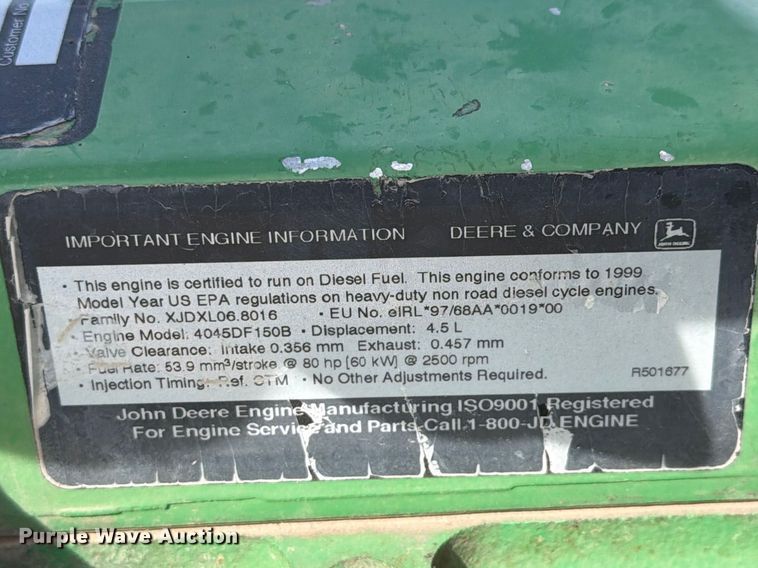 Customer No
IMPORTANT ENGINE INFORMATION DEERE & COMPANY
JOHN DEERE
• This engine is certified to run on Diesel Fuel. This engine conforms to 1999
Model Year US EPA regulations on heavy-duty non road diesel cycle engines.
Family No. XJDXL06.8016 • EU No. eIRL*97/68AA*0019*00
• Engine Model: 4045DF150B • Displacement: 4.5 L
• Valve Clearance: Intake 0.356 mm Exhaust: 0.457 mm
• Fuel Rate: 53.9 mm³/stroke @ 80 hp (60 kW) @ 2500 rpm
• Injection Timing: Ref. CTM • No Other Adjustments Required. R501677
John Deere Engine Manufacturing ISO9001 Registered
For Engine Service and Parts Call 1-800-JD ENGINE
Purple Wave Auction